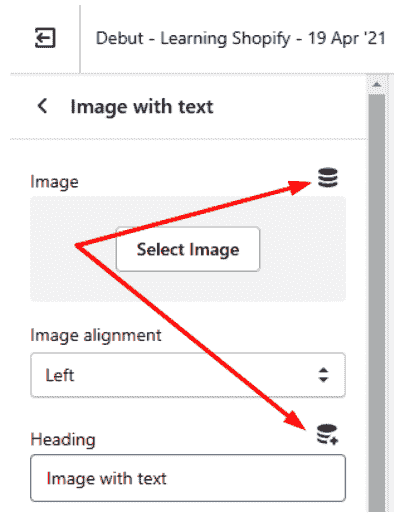 Debut - Learning Shopify - 19 Apr '21
Image with text
Image
Select Image
Image alignment
Left
Heading
Image with text